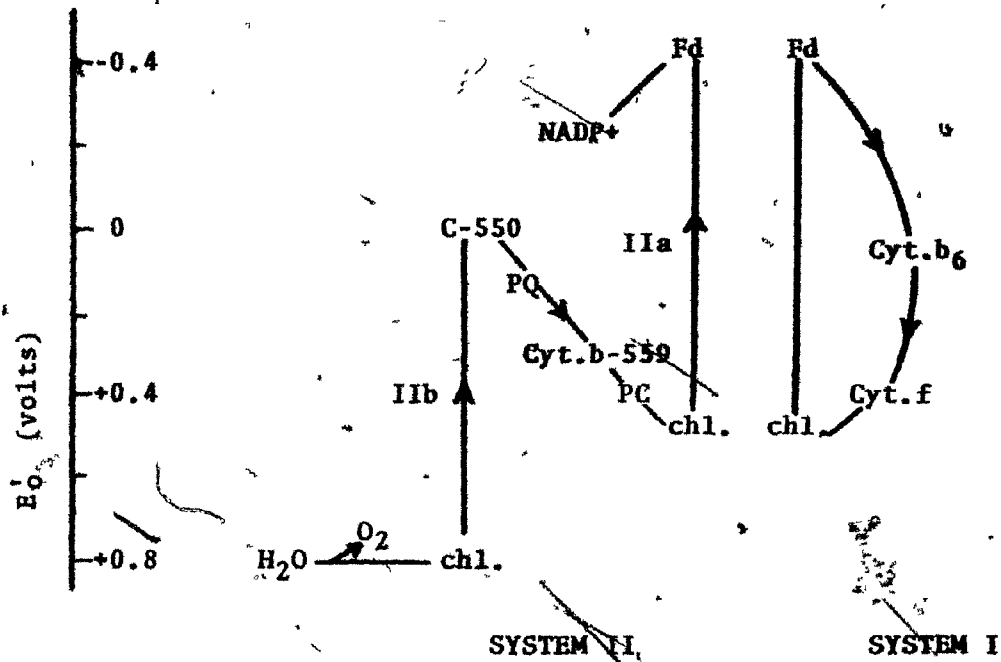 Fd Fd
-0.4
NADP+
0
C-550
IIa
Cyt.b6
PQ
Cyt.b-559
+0.4
IIb
PC
Cyt.f
chl. chl.
E'o (volts)
O2
+0.8
H2O
chl.
SYSTEM II
SYSTEM I